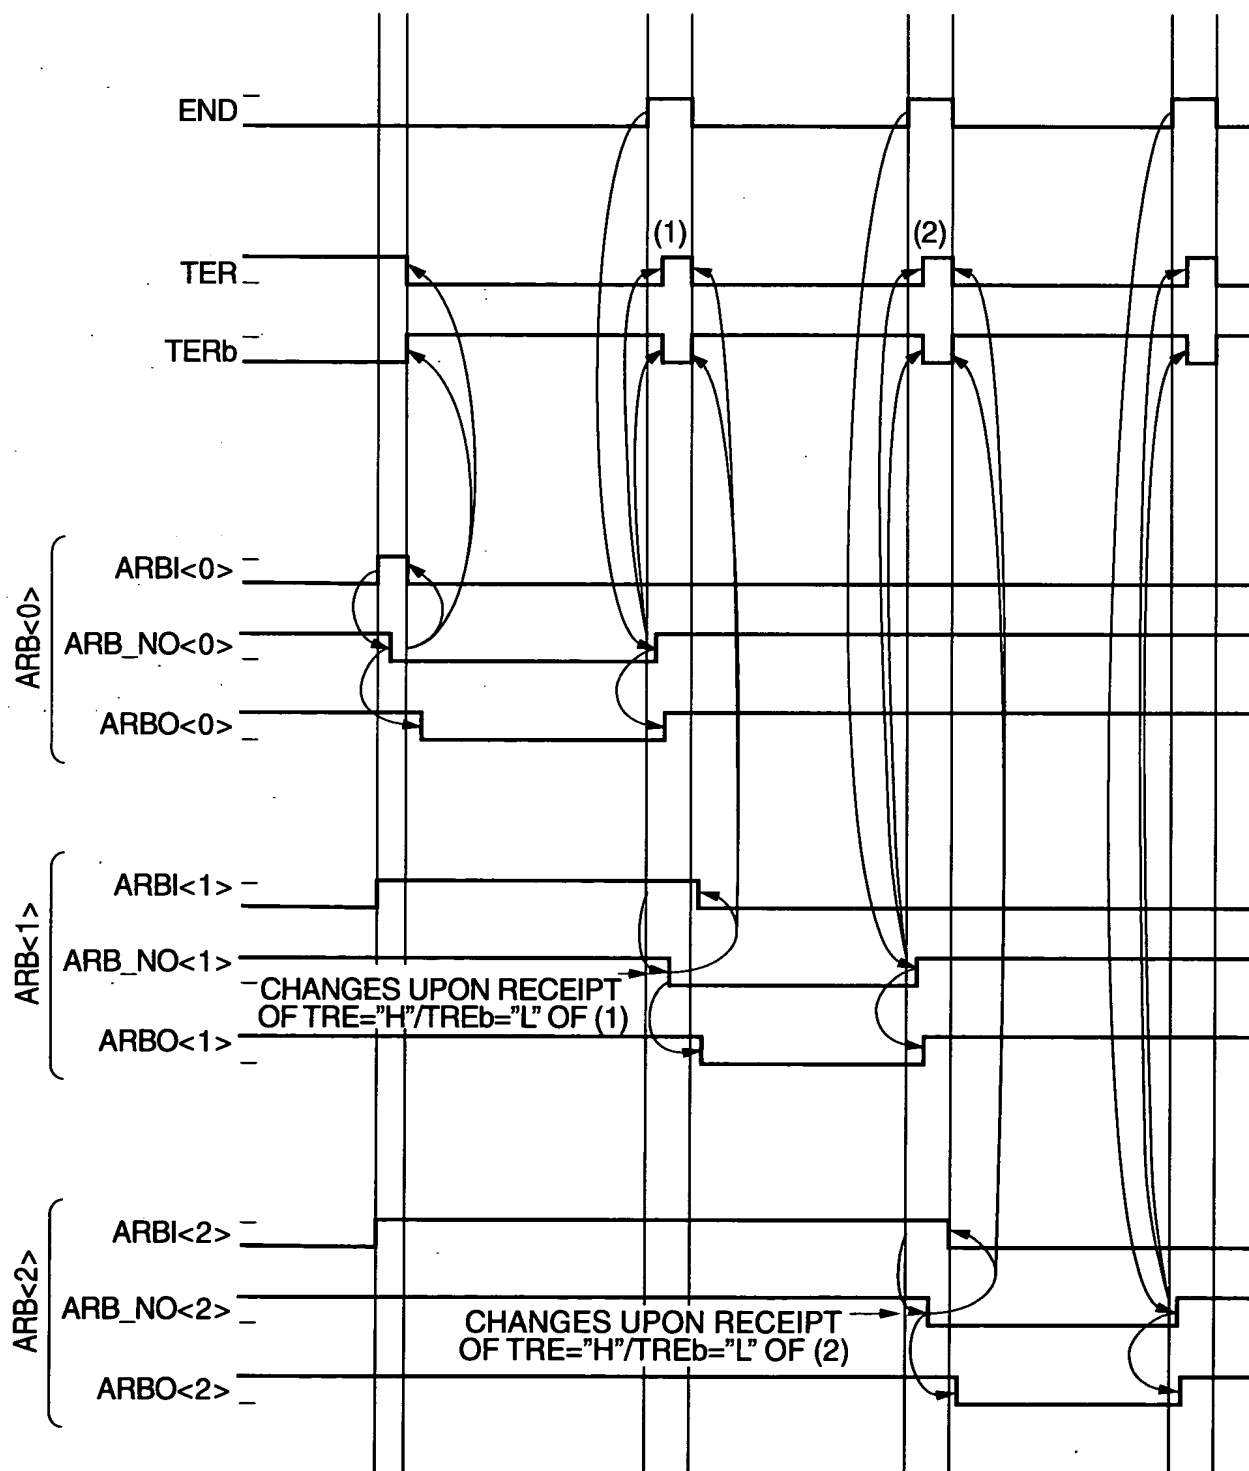 END
(1)
(2)
TER
TERb
ARB<0>
ARBI<0>
ARB_NO<0>
ARBO<0>
ARB<1>
ARBI<1>
ARB_NO<1>
CHANGES UPON RECEIPT
OF TRE="H"/TREb="L" OF (1)
ARBO<1>
ARB<2>
ARBI<2>
ARB_NO<2>
CHANGES UPON RECEIPT
OF TRE="H"/TREb="L" OF (2)
ARBO<2>